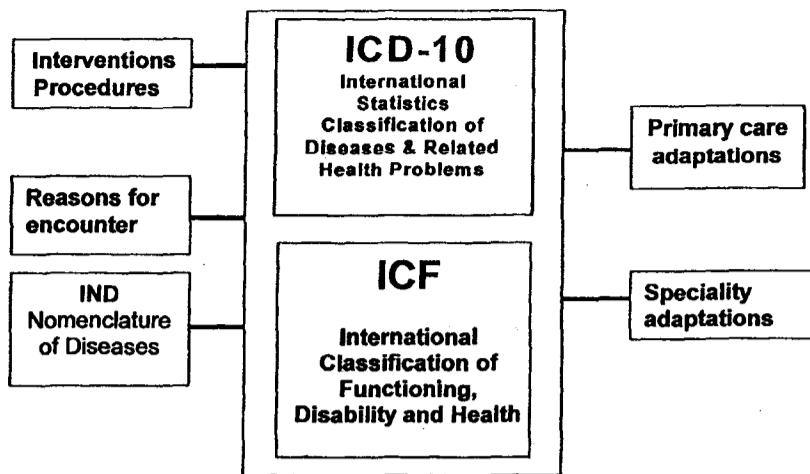 Interventions
Procedures
Reasons for
encounter
IND
Nomenclature
of Diseases
ICD-10
International
Statistics
Classification of
Diseases & Related
Health Problems
ICF
International
Classification of
Functioning,
Disability and Health
Primary care
adaptations
Speciality
adaptations